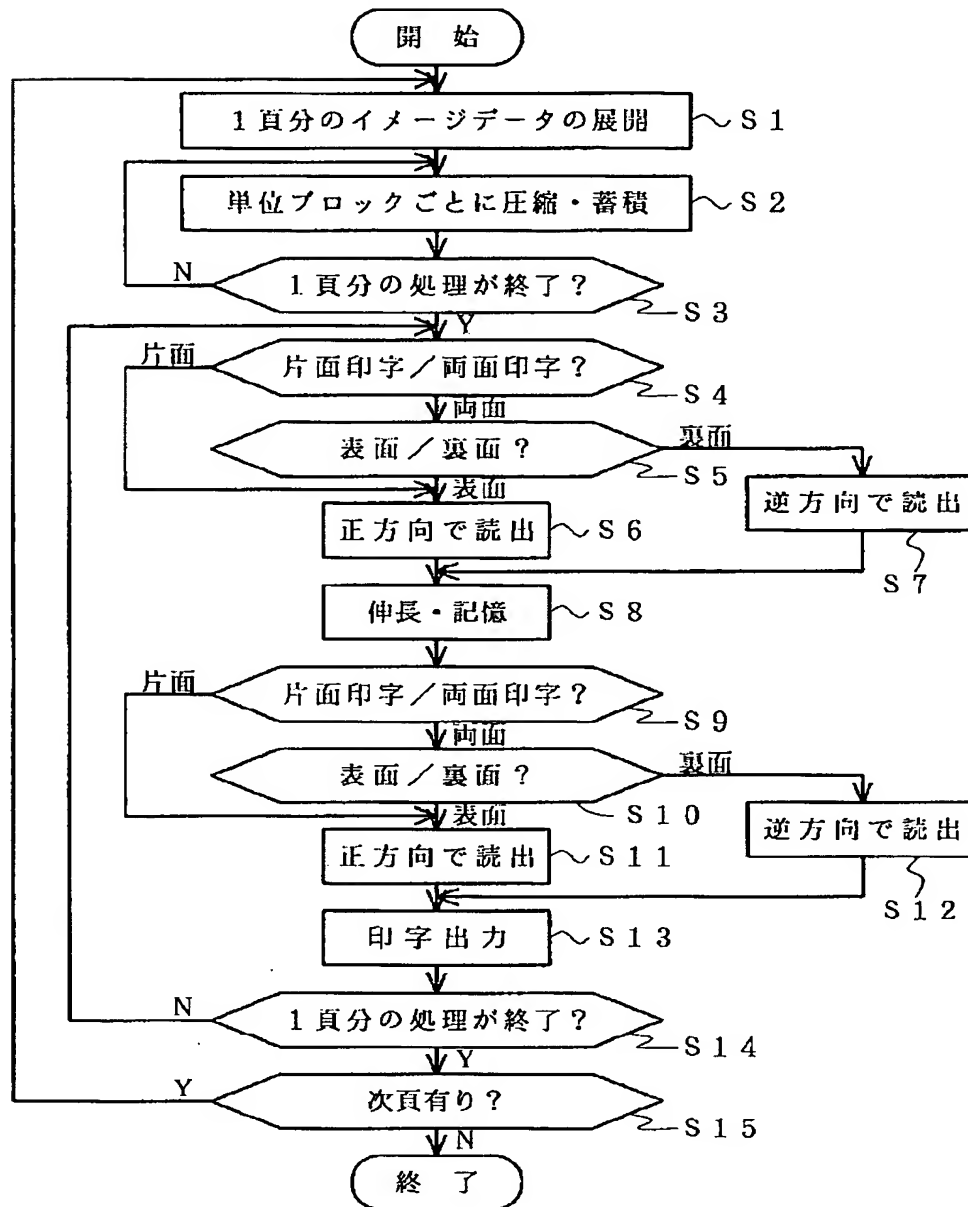 開始
1頁分のイメージデータの展開 S1
単位ブロックごとに圧縮・蓄積 S2
N 1頁分の処理が終了? S3
Y
片面 片面印字/両面印字? S4
両面
表面/裏面? 裏面 S5
表面
正方向で読出 S6
逆方向で読出 S7
伸長・記憶 S8
片面 片面印字/両面印字? S9
両面
表面/裏面? 裏面 S10
表面
正方向で読出 S11
逆方向で読出 S12
印字出力 S13
N 1頁分の処理が終了? S14
Y
Y 次頁有り? S15
N
終了